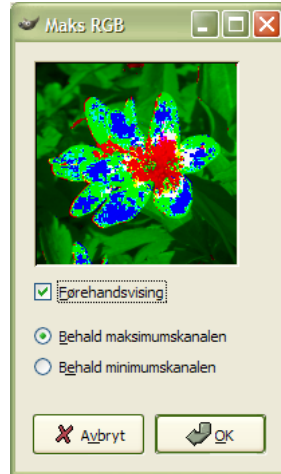 Maks RGB
Førehandsvising
Behald maksimumskanalen
Behald minimumskanalen
Avbryt
OK